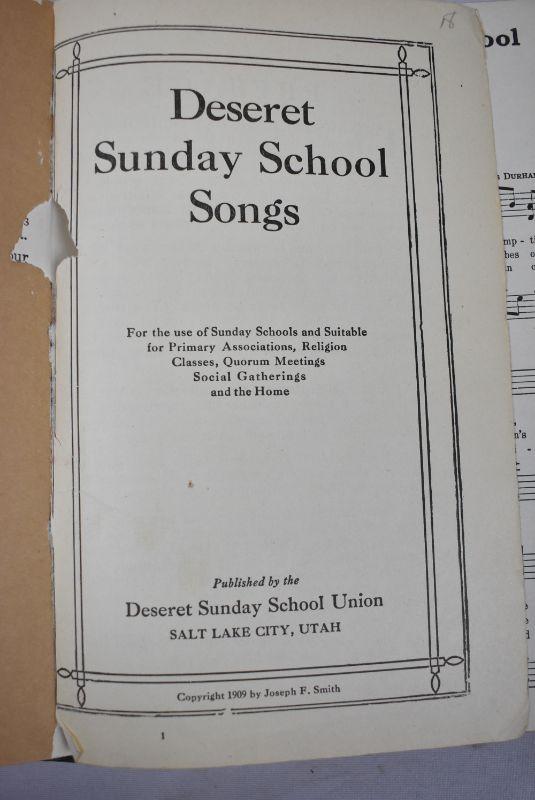 Deseret
Sunday School
Songs
For the use of Sunday Schools and Suitable
for Primary Associations, Religion
Classes, Quorum Meetings
Social Gatherings
and the Home
Published by the
Deseret Sunday School Union
SALT LAKE CITY, UTAH
Copyright 1909 by Joseph F. Smith
1
ool
DURHA